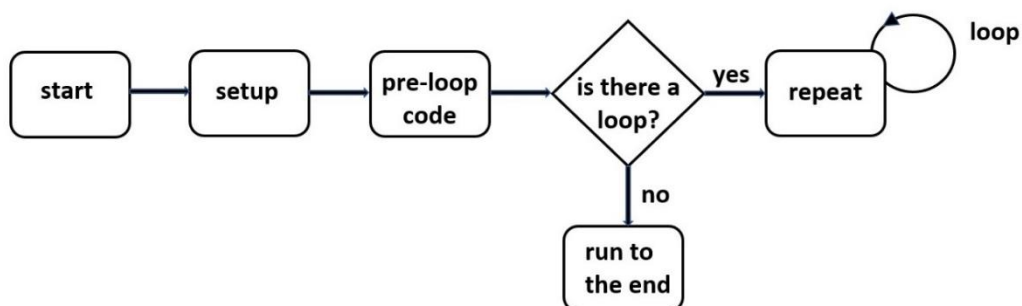 start
setup
pre-loop
code
is there a
loop?
yes
repeat
loop
no
run to
the end